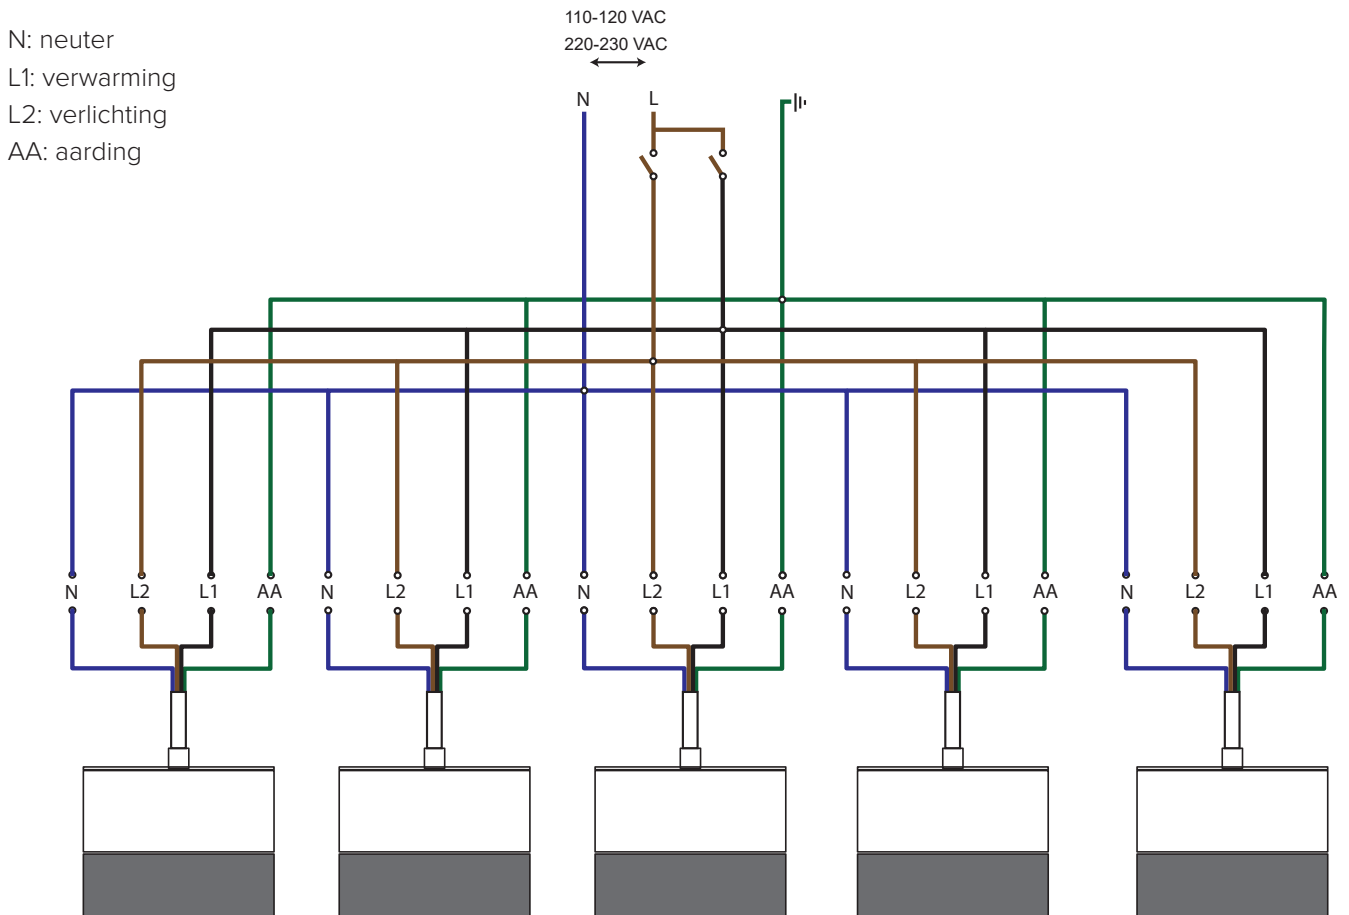 110-120 VAC
220-230 VAC
N: neuter
L1: verwarming
L2: verlichting
AA: aarding
N L
N L2 L1 AA N L2 L1 AA N L2 L1 AA N L2 L1 AA N L2 L1 AA